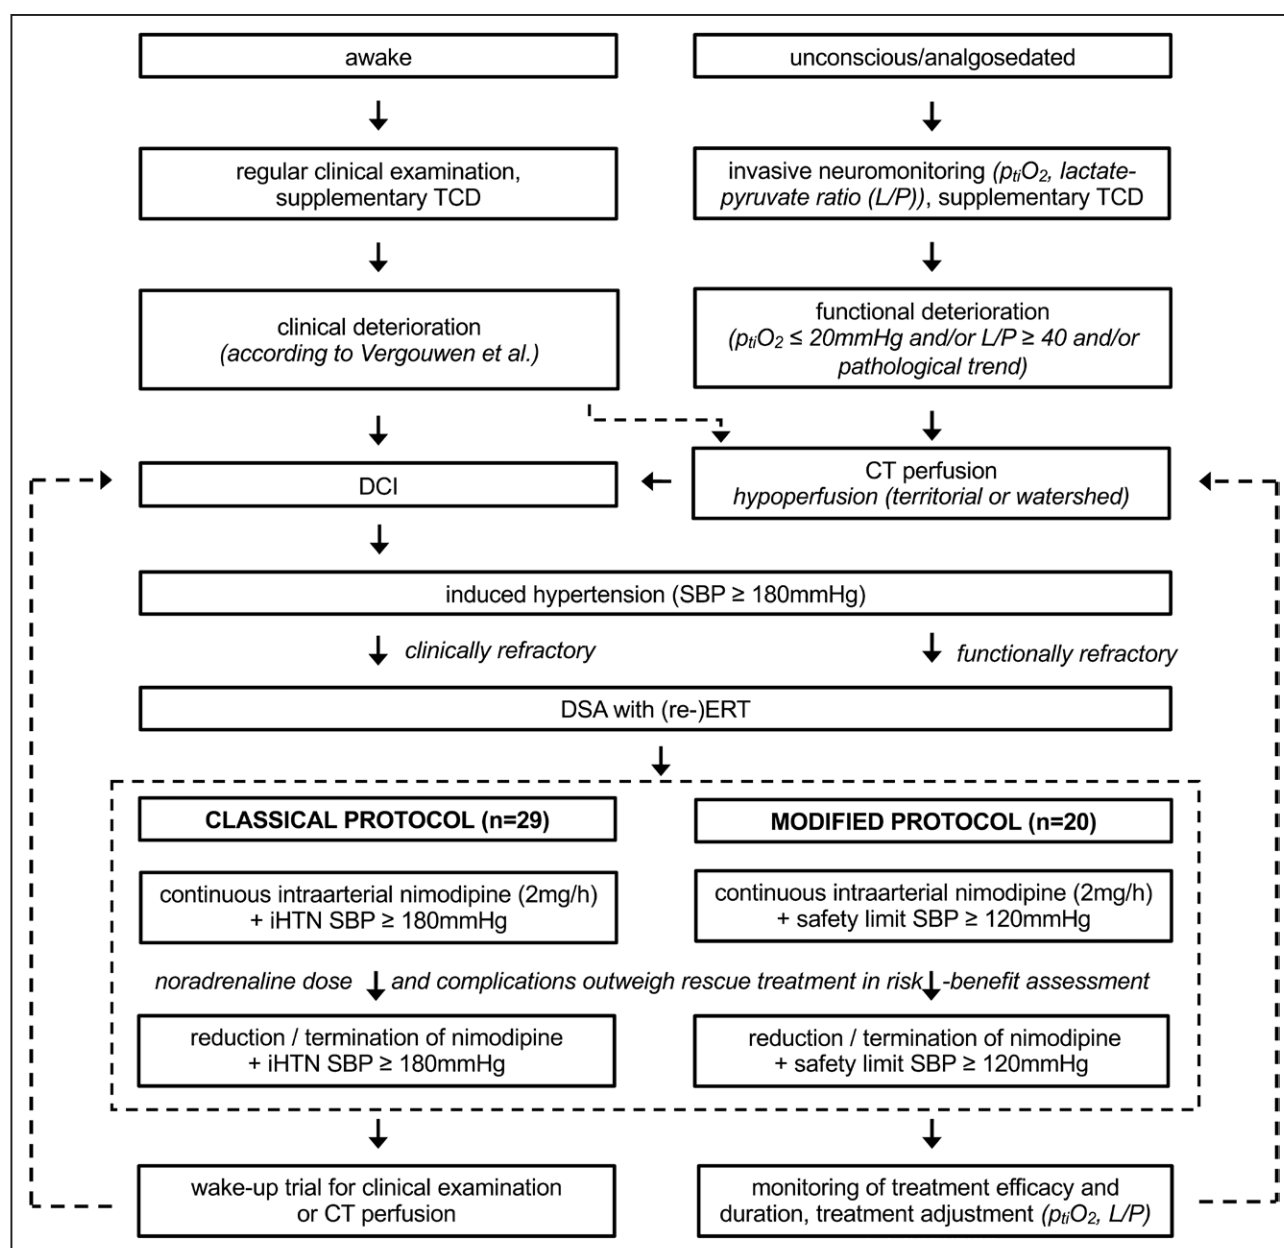 awake
unconscious/analgosedated
regular clinical examination,
supplementary TCD
invasive neuromonitoring (ptiO2, lactate-
pyruvate ratio (L/P)), supplementary TCD
clinical deterioration
(according to Vergouwen et al.)
functional deterioration
(ptiO2 ≤ 20mmHg and/or L/P ≥ 40 and/or
pathological trend)
DCI
CT perfusion
hypoperfusion (territorial or watershed)
induced hypertension (SBP ≥ 180mmHg)
clinically refractory
functionally refractory
DSA with (re-)ERT
CLASSICAL PROTOCOL (n=29)
MODIFIED PROTOCOL (n=20)
continuous intraarterial nimodipine (2mg/h)
+ iHTN SBP ≥ 180mmHg
continuous intraarterial nimodipine (2mg/h)
+ safety limit SBP ≥ 120mmHg
noradrenaline dose and complications outweigh rescue treatment in risk-benefit assessment
reduction / termination of nimodipine
+ iHTN SBP ≥ 180mmHg
reduction / termination of nimodipine
+ safety limit SBP ≥ 120mmHg
wake-up trial for clinical examination
or CT perfusion
monitoring of treatment efficacy and
duration, treatment adjustment (ptiO2, L/P)